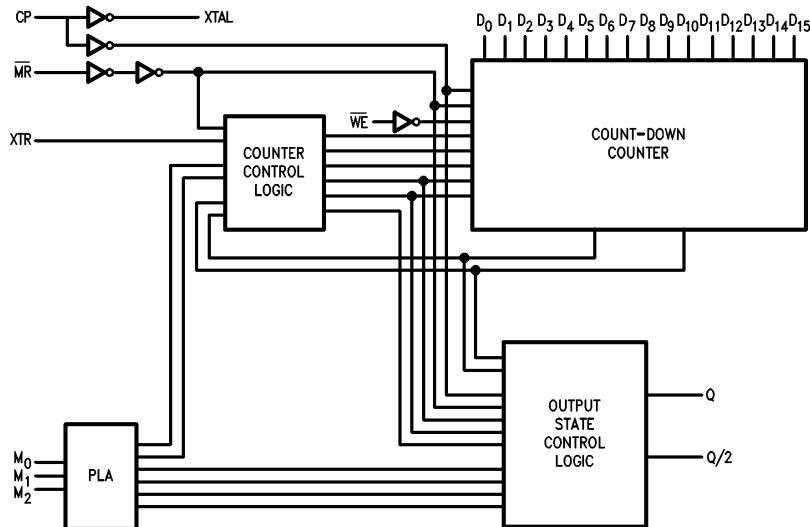 CP
XTAL
D0 D1 D2 D3 D4 D5 D6 D7 D8 D9 D10 D11 D12 D13 D14 D15
MR
WE
XTR
COUNTER
CONTROL
LOGIC
COUNT-DOWN
COUNTER
M0
M1
M2
PLA
OUTPUT
STATE
CONTROL
LOGIC
Q
Q/2